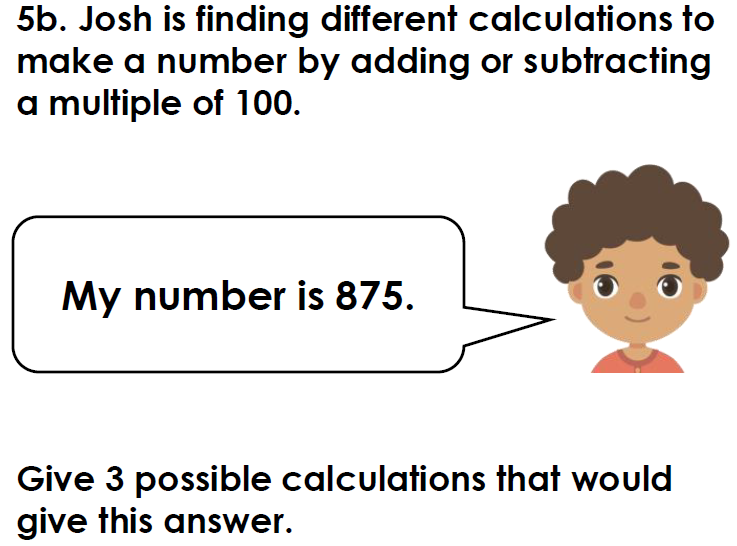 5b. Josh is finding different calculations to
make a number by adding or subtracting
a multiple of 100.
My number is 875.
Give 3 possible calculations that would
give this answer.